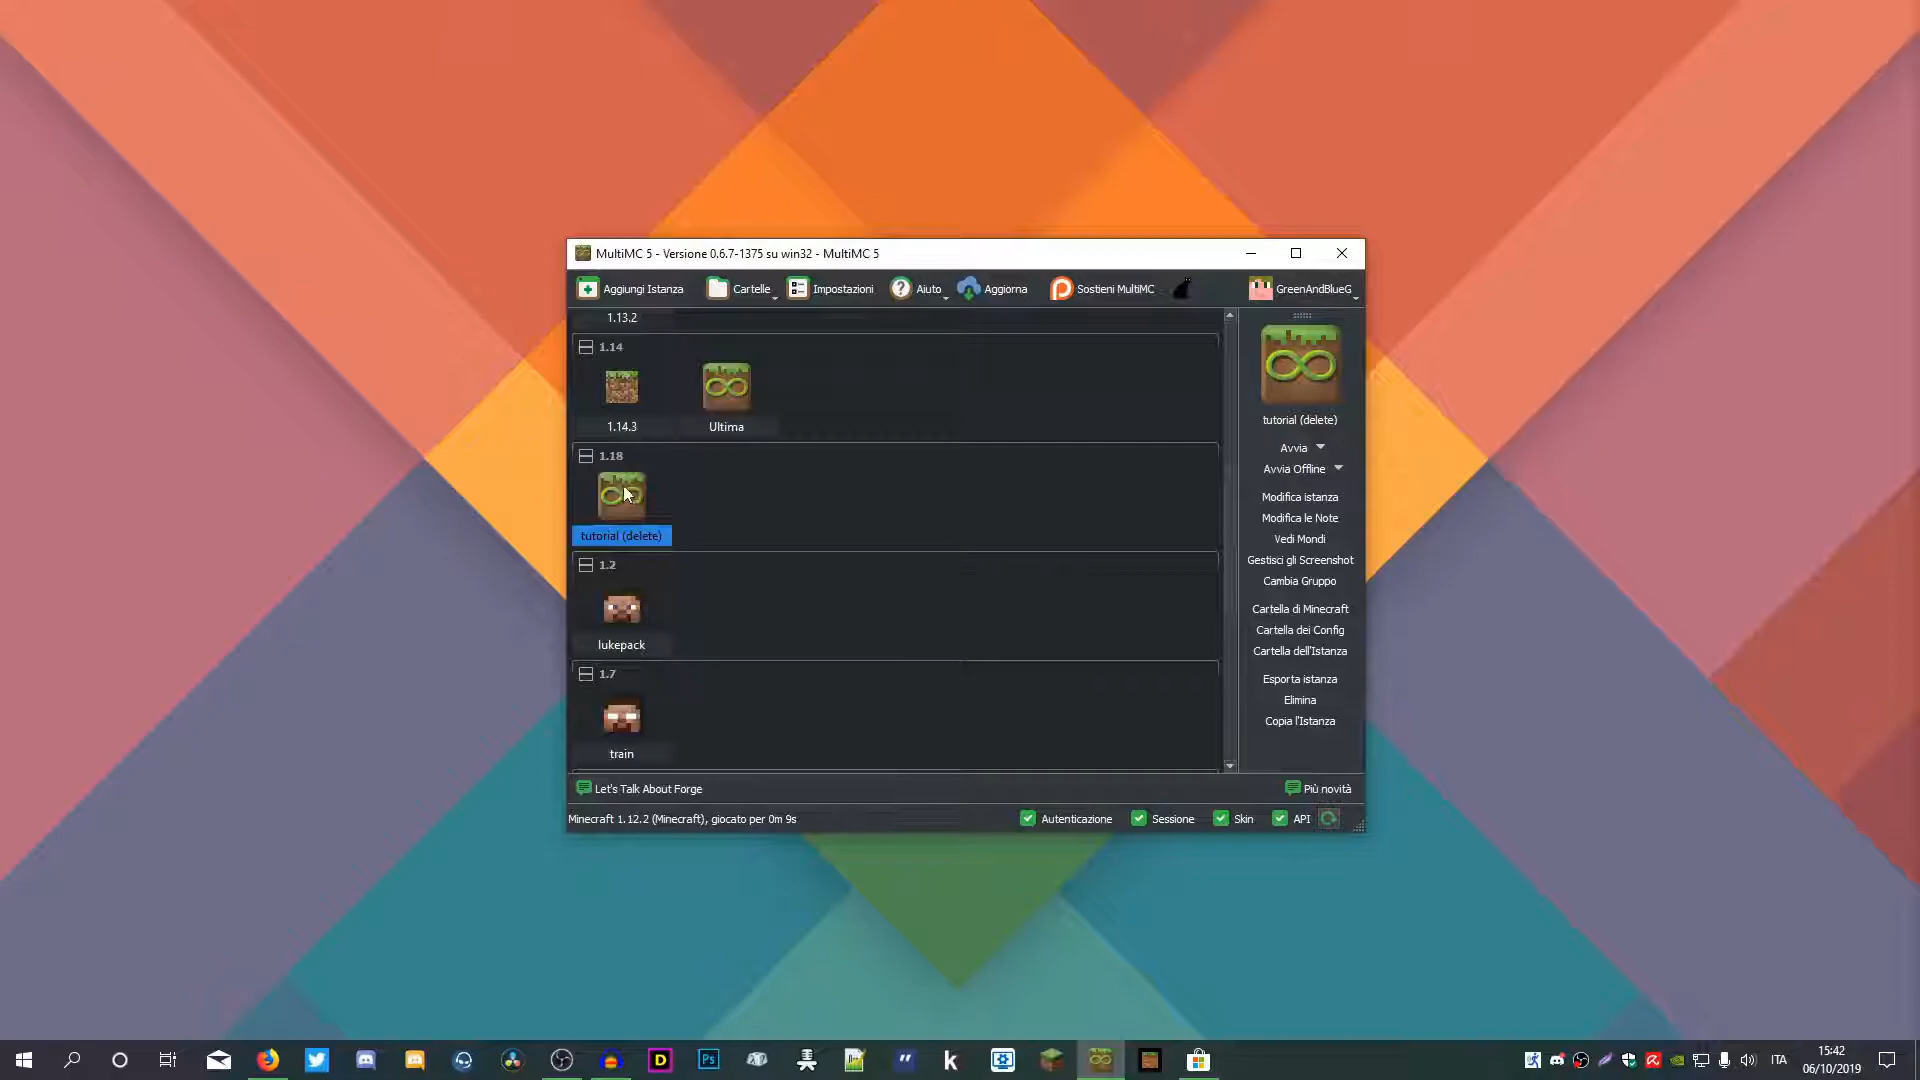 MultiMC 5 - Versione 0.6.7-1375 su win32 - MultiMC 5
Aggiungi Istanza
Cartelle
Impostazioni
Aiuto
Aggiorna
Sostieni MultiMC
GreenAndBlueG
1.13.2
1.14
1.14.3
Ultima
1.18
tutorial (delete)
1.2
lukepack
1.7
train
tutorial (delete)
Avvia
Avvia Offline
Modifica istanza
Modifica le Note
Vedi Mondi
Gestisci gli Screenshot
Cambia Gruppo
Cartella di Minecraft
Cartella dei Config
Cartella dell'Istanza
Esporta istanza
Elimina
Copia l'Istanza
Let's Talk About Forge
Più novità
Minecraft 1.12.2 (Minecraft), giocato per 0m 9s
Autenticazione
Sessione
Skin
API
D
Ps
k
ITA
15:42
06/10/2019